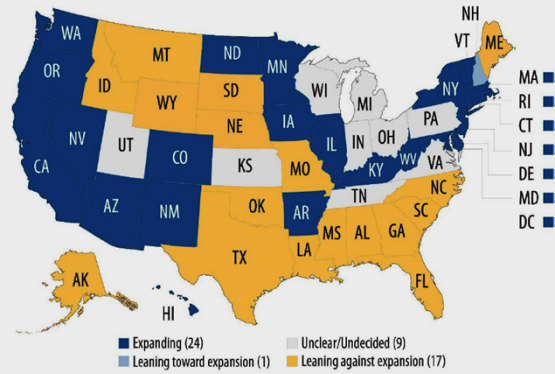 NH
WA
VT
ME
MT
ND
MN
OR
ID
SD
WI
MI
NY
MA
WY
RI
IA
PA
CT
NE
NV
UT
CO
IL
IN
OH
NJ
CA
KS
MO
KY
WV
VA
DE
MD
AZ
NM
OK
AR
TN
NC
SC
DC
TX
LA
MS
AL
GA
AK
HI
FL
Expanding (24)
Unclear/Undecided (9)
Leaning toward expansion (1)
Leaning against expansion (17)